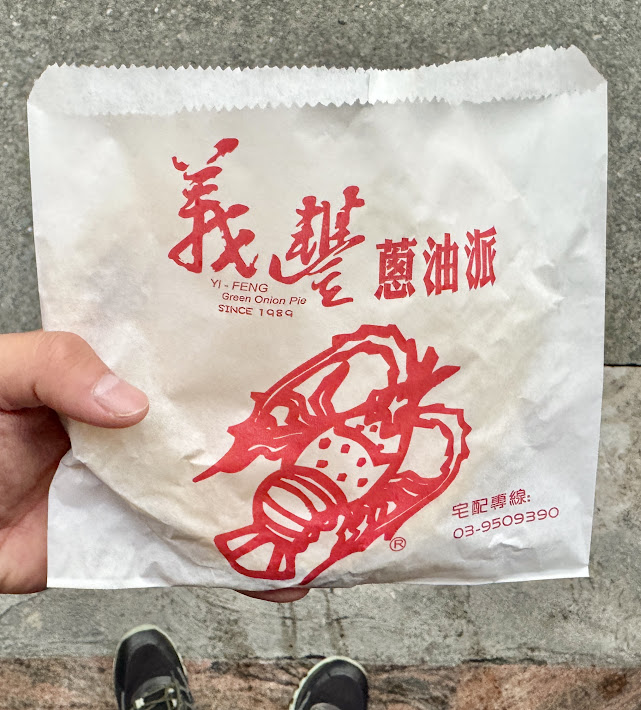 義豐 蔥油派
YI - FENG
Green Onion Pie
SINCE 1989
宅配專線:
03-9509390
®